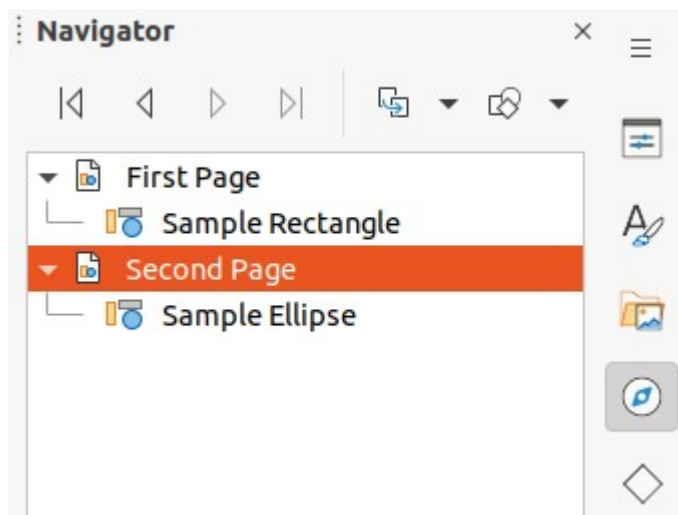 Navigator
First Page
Sample Rectangle
Second Page
Sample Ellipse